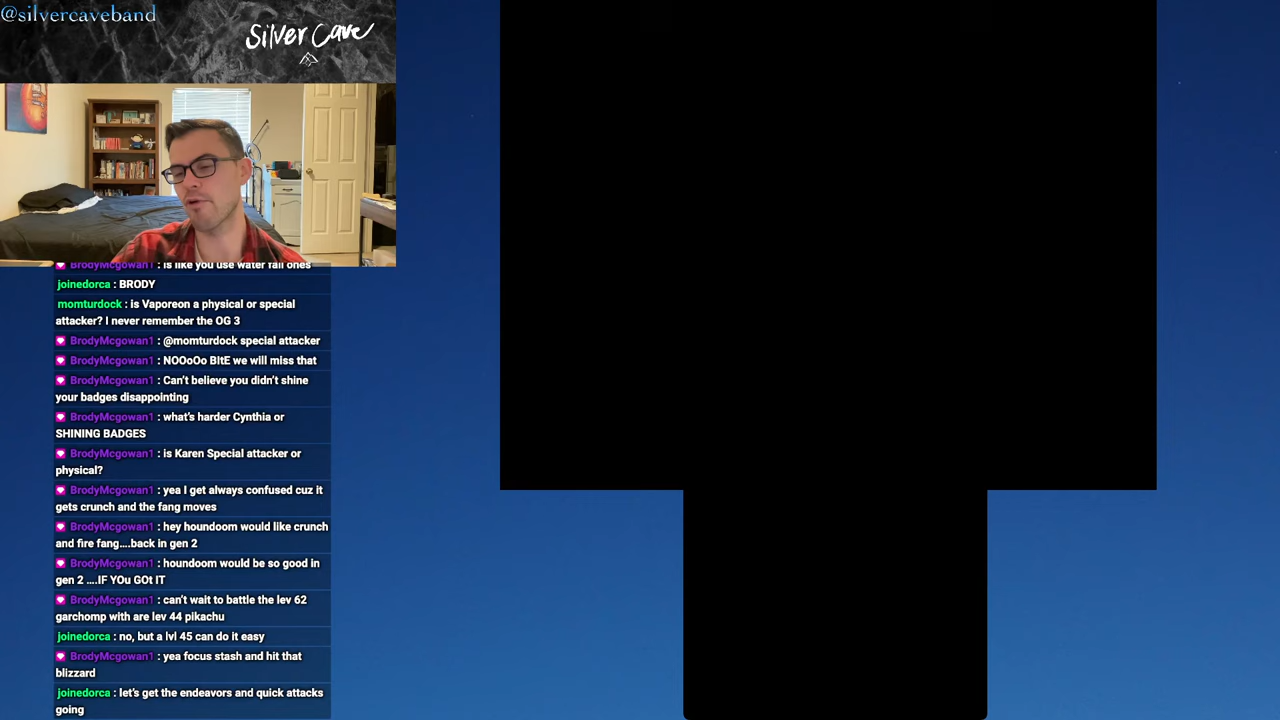 @silvercaveband
Silver Cave
BrodyMcgowan1 : is like you use water fall ones
joinedorca : BRODY
momturdock : is Vaporeon a physical or special
attacker? I never remember the OG 3
BrodyMcgowan1 : @momturdock special attacker
BrodyMcgowan1 : NOOoOo BItE we will miss that
BrodyMcgowan1 : Can't believe you didn't shine
your badges disappointing
BrodyMcgowan1 : what's harder Cynthia or
SHINING BADGES
BrodyMcgowan1 : is Karen Special attacker or
physical?
BrodyMcgowan1 : yea I get always confused cuz it
gets crunch and the fang moves
BrodyMcgowan1 : hey houndoom would like crunch
and fire fang....back in gen 2
BrodyMcgowan1 : houndoom would be so good in
gen 2 ....IF YOu GOt IT
BrodyMcgowan1 : can't wait to battle the lev 62
garchomp with are lev 44 pikachu
joinedorca : no, but a lvl 45 can do it easy
BrodyMcgowan1 : yea focus stash and hit that
blizzard
joinedorca : let's get the endeavors and quick attacks
going